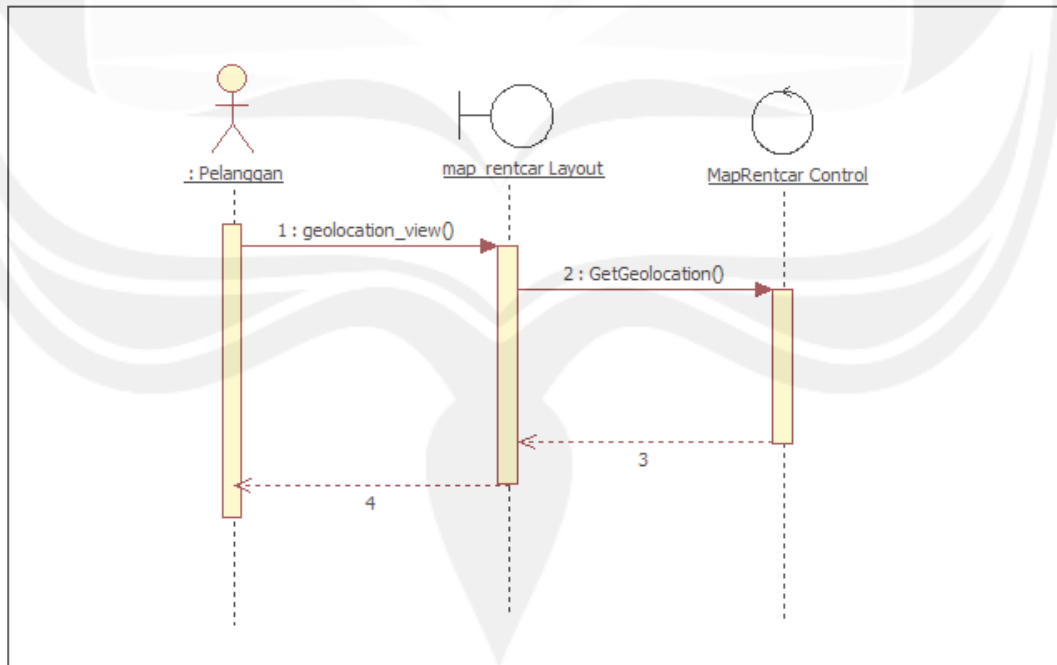 : Pelanggan
map_rentcar Layout
MapRentcar Control
1 : geolocation_view()
2 : GetGeolocation()
3
4